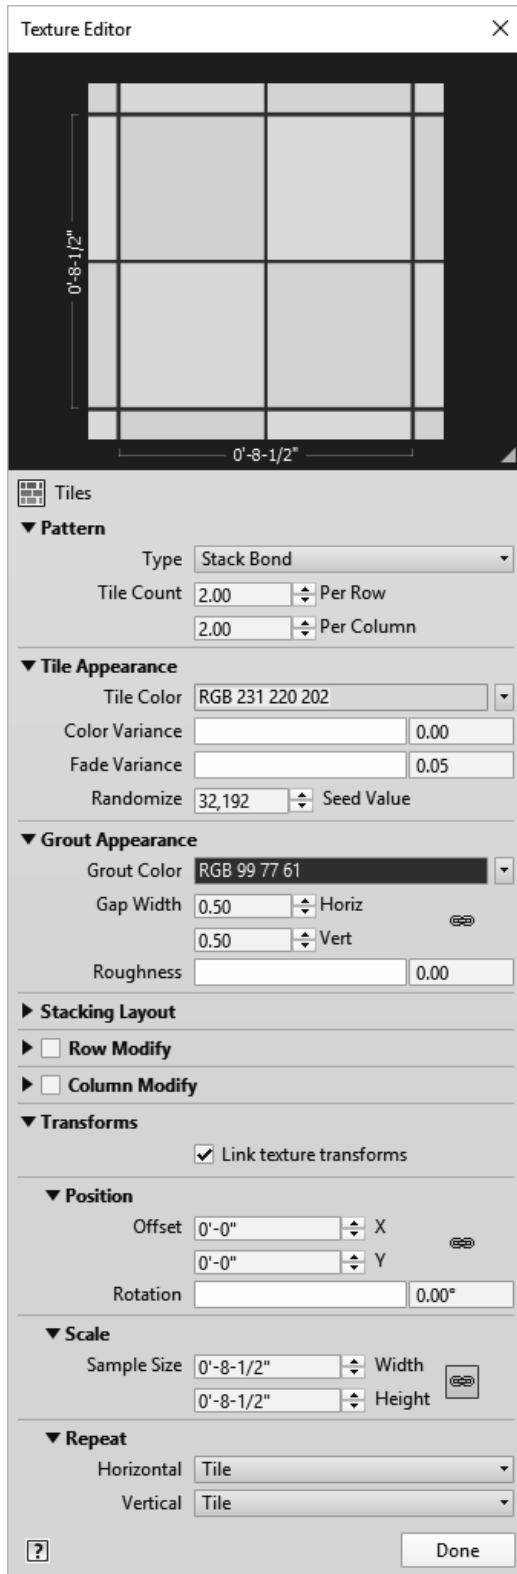 Texture Editor
0'-8-1/2"
0'-8-1/2"
Tiles
Pattern
Type Stack Bond
Tile Count 2.00 Per Row
2.00 Per Column
Tile Appearance
Tile Color RGB 231 220 202
Color Variance 0.00
Fade Variance 0.05
Randomize 32,192 Seed Value
Grout Appearance
Grout Color RGB 99 77 61
Gap Width 0.50 Horiz
0.50 Vert
Roughness 0.00
Stacking Layout
Row Modify
Column Modify
Transforms
Link texture transforms
Position
Offset 0'-0" X
0'-0" Y
Rotation 0.00°
Scale
Sample Size 0'-8-1/2" Width
0'-8-1/2" Height
Repeat
Horizontal Tile
Vertical Tile
? Done